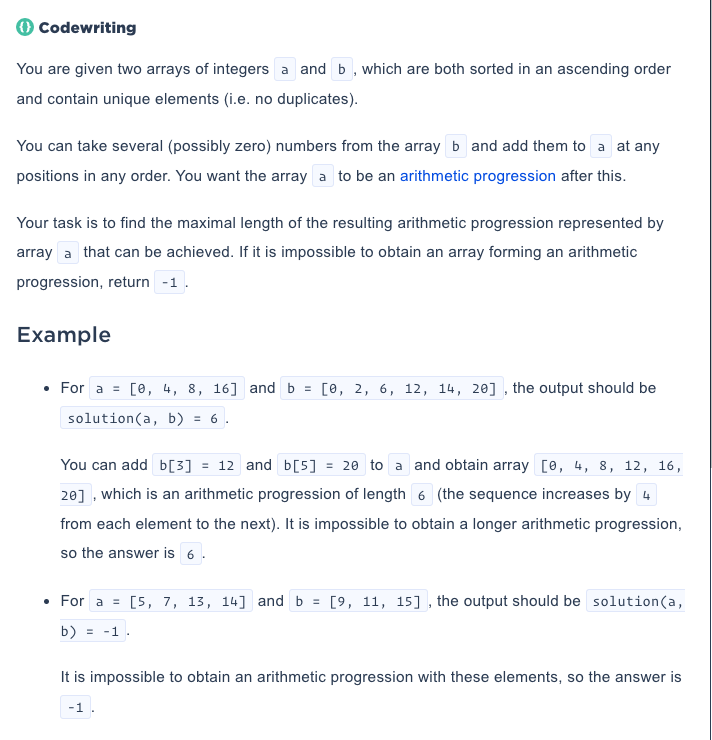 Codewriting
You are given two arrays of integers a and b, which are both sorted in an ascending order
and contain unique elements (i.e. no duplicates).
You can take several (possibly zero) numbers from the array b and add them to a at any
positions in any order. You want the array a to be an arithmetic progression after this.
Your task is to find the maximal length of the resulting arithmetic progression represented by
array a that can be achieved. If it is impossible to obtain an array forming an arithmetic
progression, return -1.
Example
• For a = [0, 4, 8, 16] and b = [0, 2, 6, 12, 14, 20], the output should be
solution(a, b) = 6.
You can add b[3] = 12 and b[5] = 20 to a and obtain array [0, 4, 8, 12, 16,
20], which is an arithmetic progression of length 6 (the sequence increases by 4
from each element to the next). It is impossible to obtain a longer arithmetic progression,
so the answer is 6.
• For a = [5, 7, 13, 14] and b = [9, 11, 15], the output should be solution(a,
b) = -1.
It is impossible to obtain an arithmetic progression with these elements, so the answer is
-1.